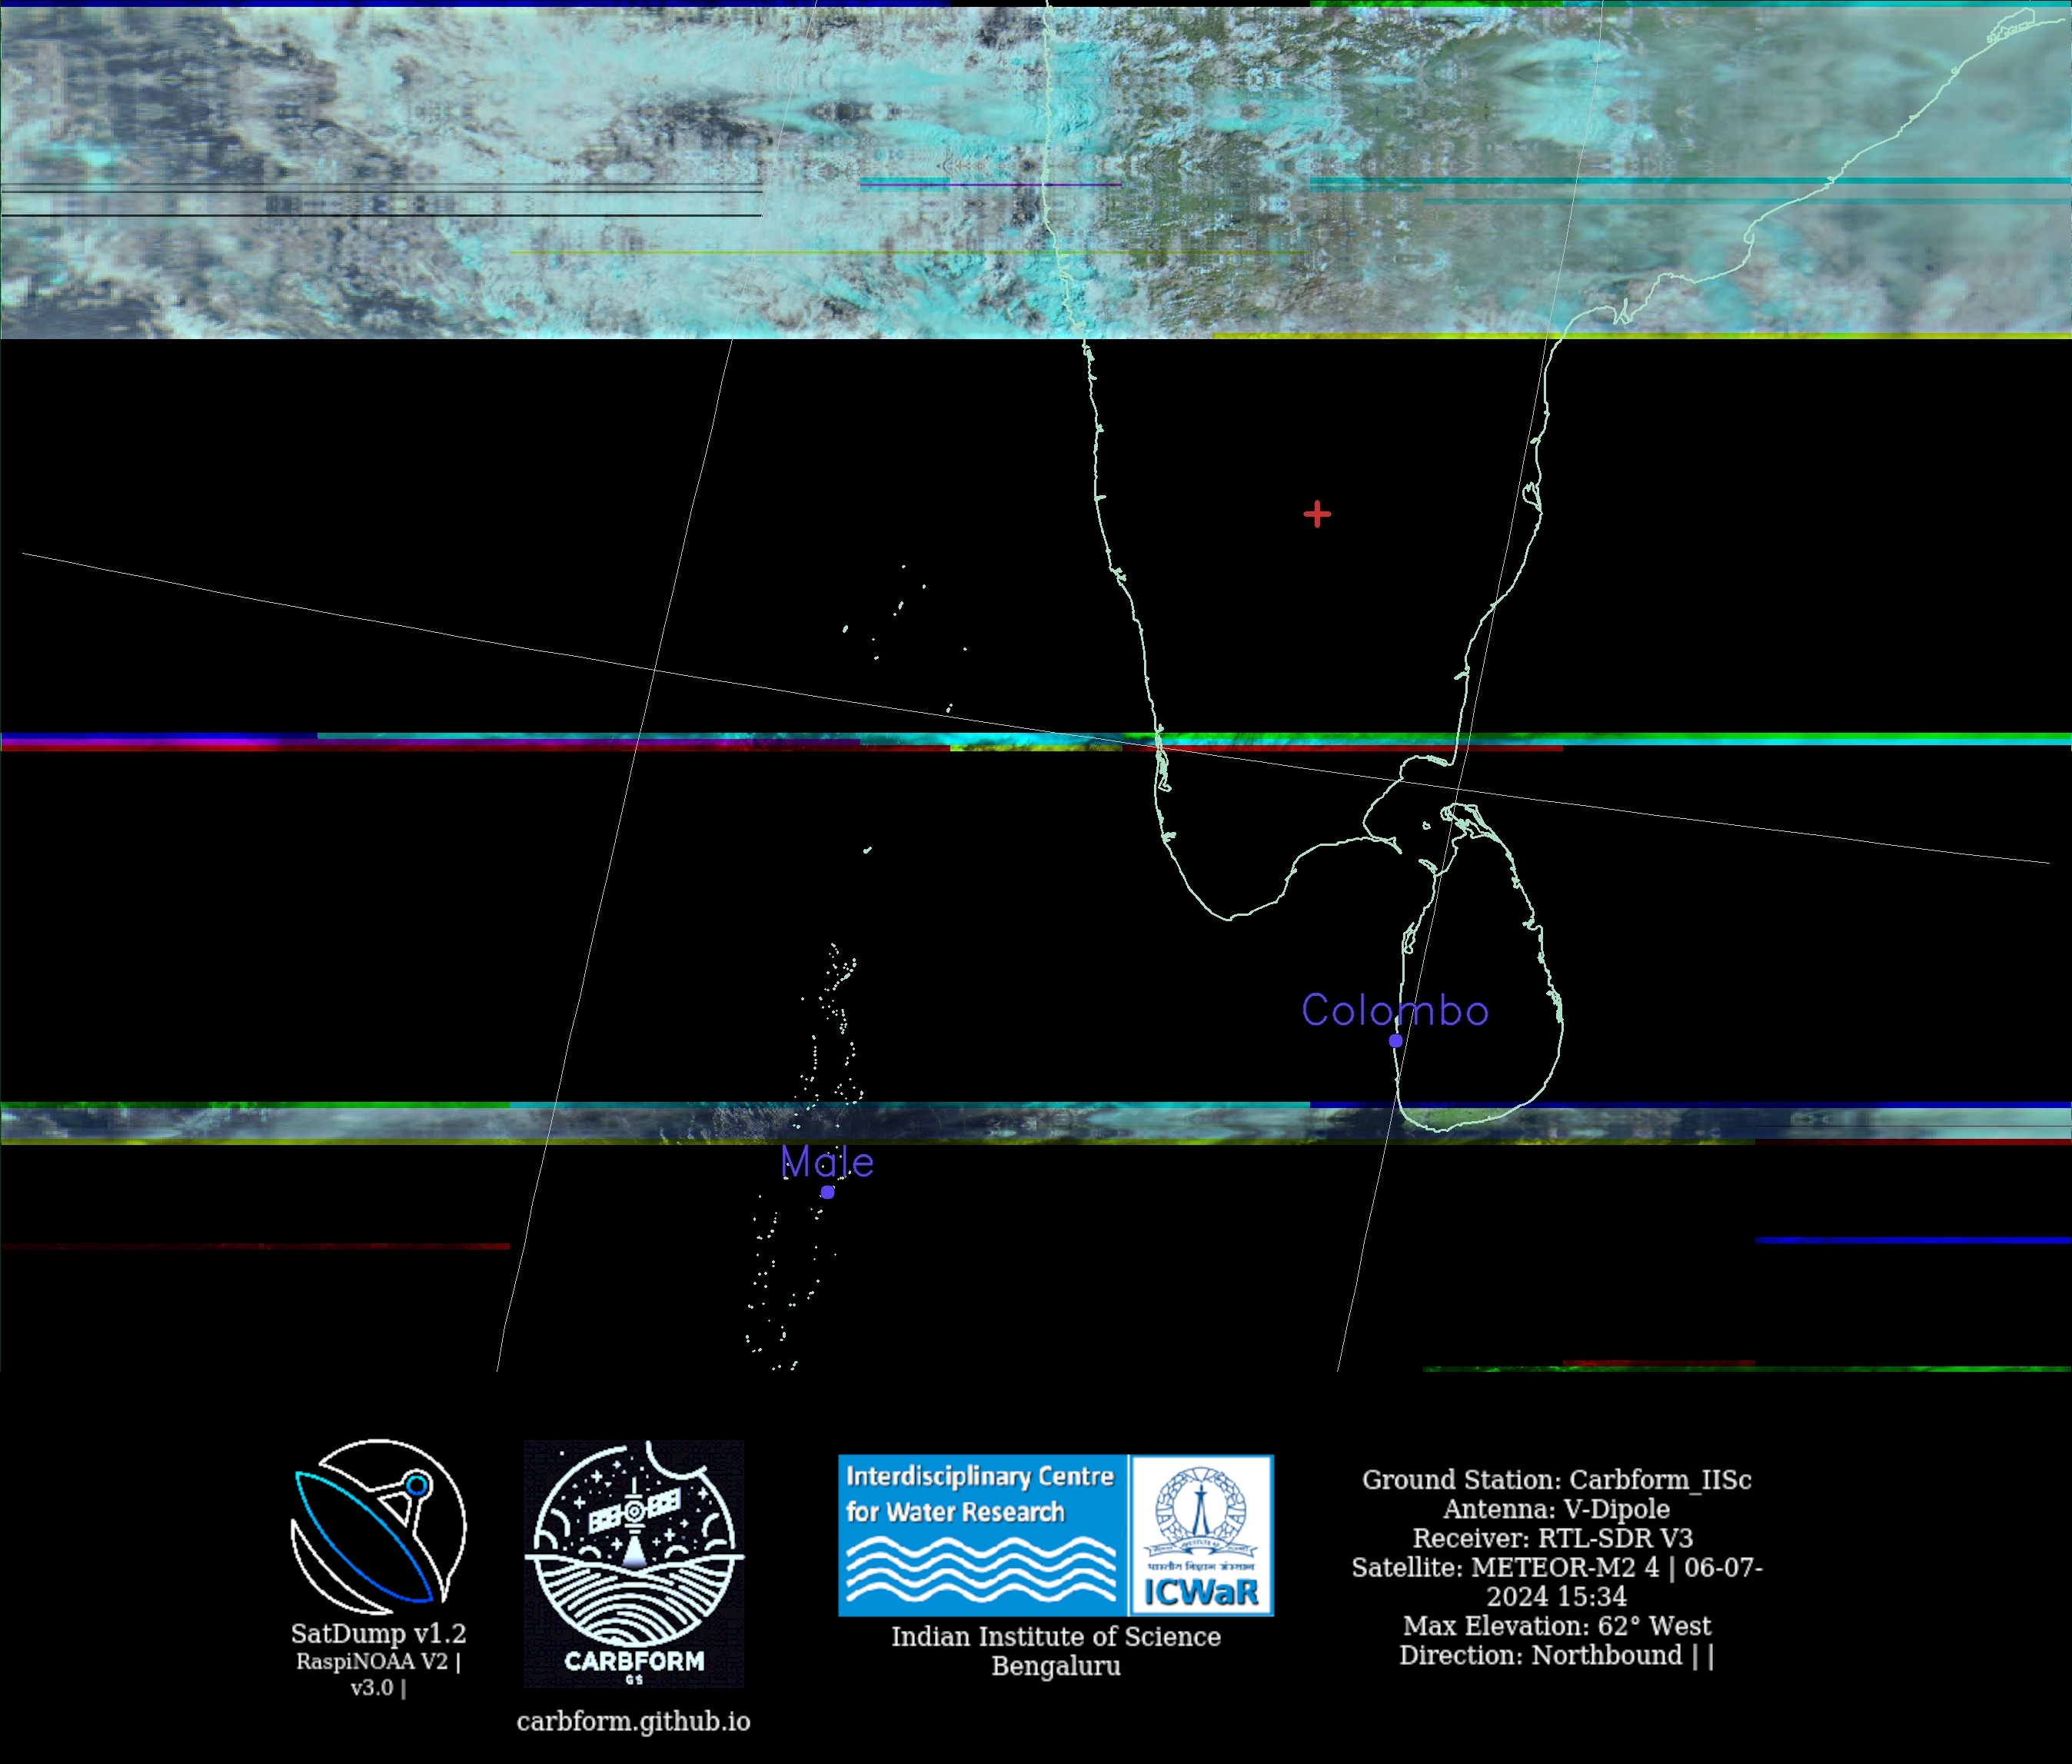 Colombo
Male
SatDump v1.2
RaspiNOAA V2 |
v3.0 |
CARBFORM
GS
carbform.github.io
Interdisciplinary Centre
for Water Research
भारतीय विज्ञान संस्थान
ICWaR
Indian Institute of Science
Bengaluru
Ground Station: Carbform_IISc
Antenna: V-Dipole
Receiver: RTL-SDR V3
Satellite: METEOR-M2 4 | 06-07-
2024 15:34
Max Elevation: 62° West
Direction: Northbound | |